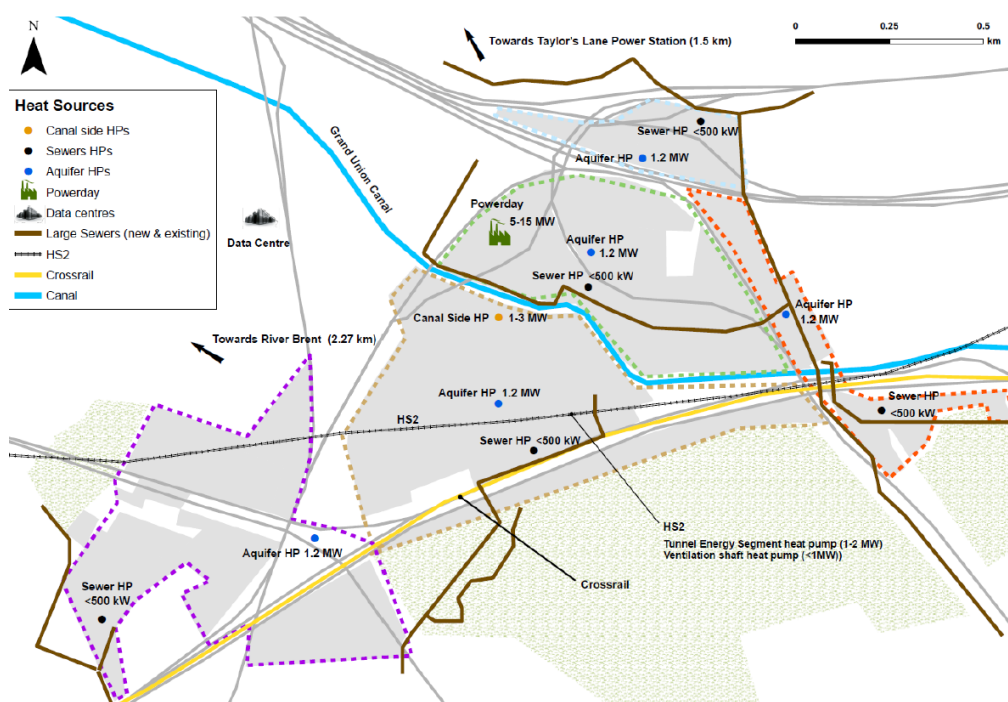 N
Towards Taylor's Lane Power Station (1.5 km)
0
0.25
0.5
km
Heat Sources
Canal side HPs
Sewers HPs
Aquifer HPs
Powerday
Data centres
Large Sewers (new & existing)
HS2
Crossrail
Canal
Grand Union Canal
Sewer HP <500 kW
Aquifer HP 1.2 MW
Powerday
5-15 MW
Data Centre
Aquifer HP
1.2 MW
Sewer HP <500 kW
Aquifer HP
1.2 MW
Canal Side HP 1-3 MW
Towards River Brent (2.27 km)
Aquifer HP 1.2 MW
Sewer HP
<500 kW
HS2
Sewer HP <500 kW
HS2
Tunnel Energy Segment heat pump (1-2 MW)
Ventilation shaft heat pump (<1MW))
Aquifer HP 1.2 MW
Crossrail
Sewer HP
<500 kW